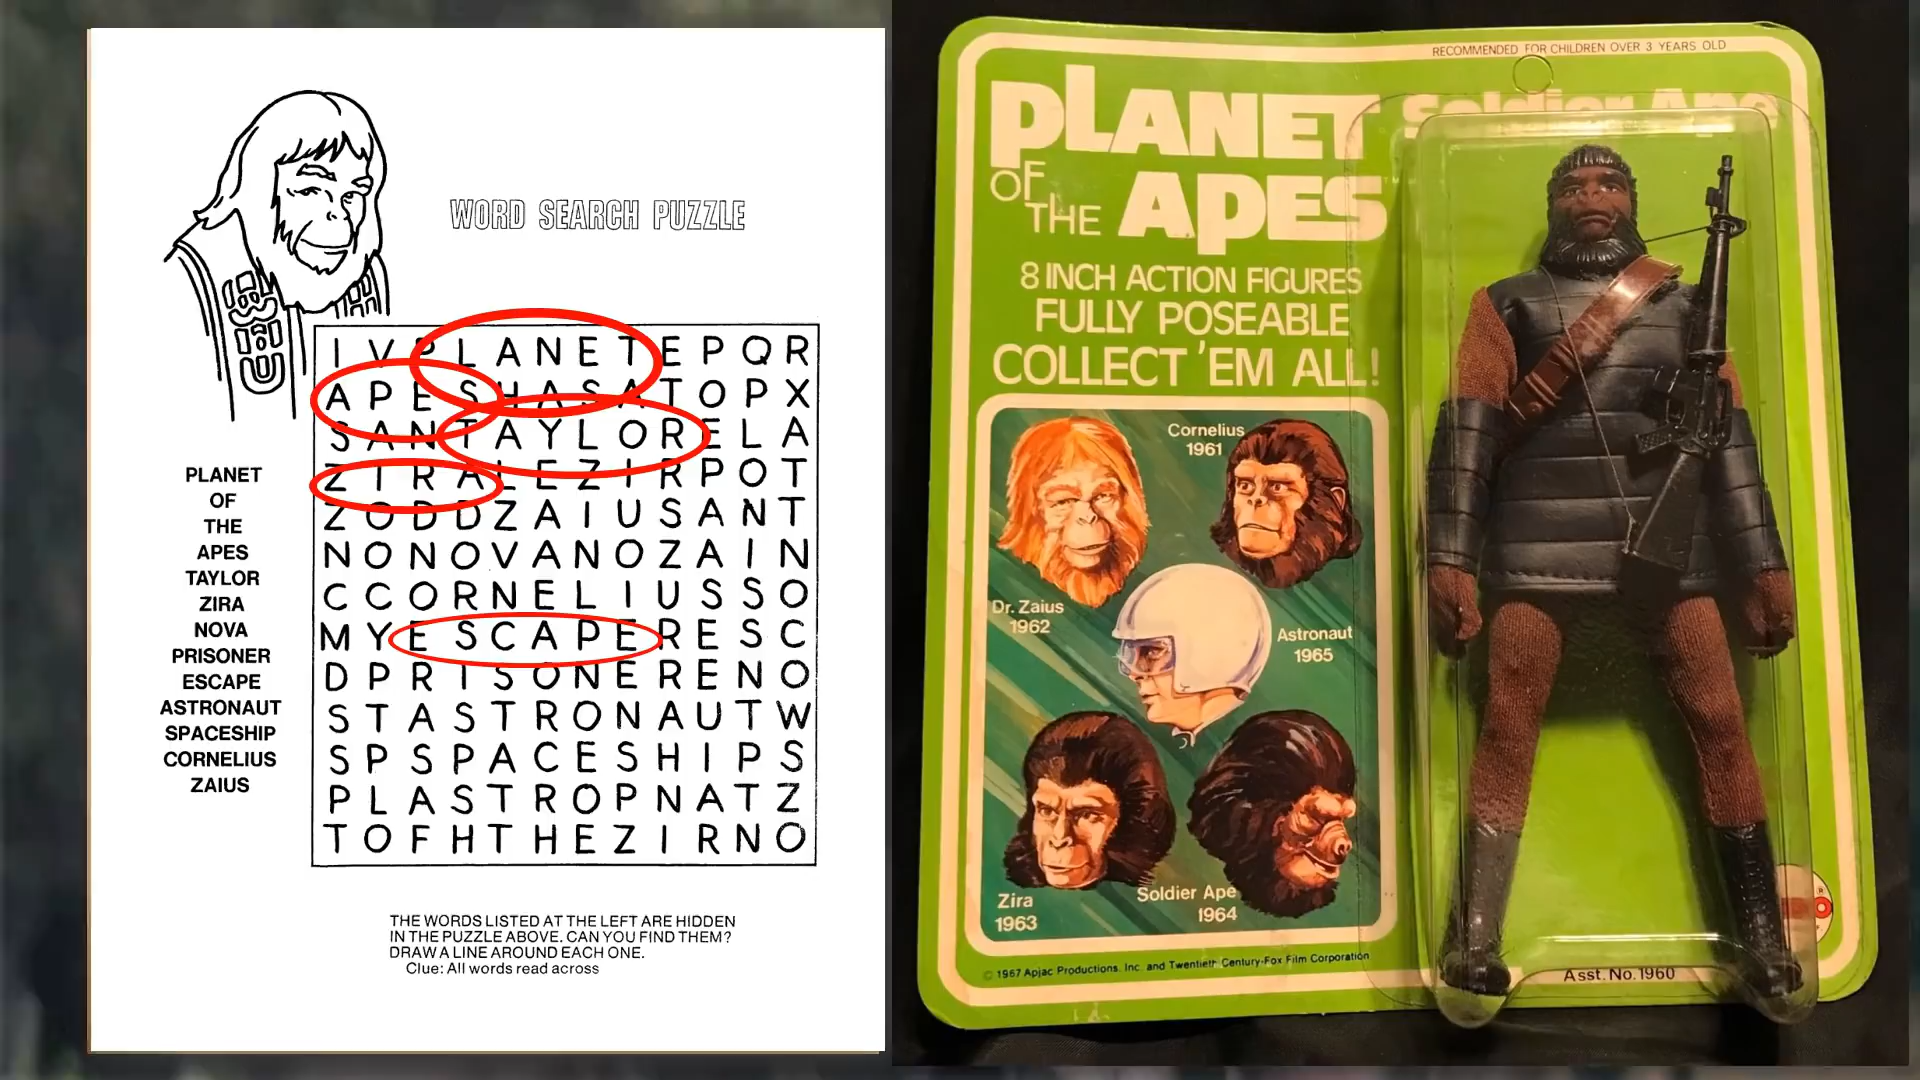 WORD SEARCH PUZZLE
I V P L A N E T E P Q R
A P E S H A S A T O P X
S A N T A Y L O R E L A
Z I R A L E Z I R P O T
Z O D D Z A I U S A N T
N O N O V A N O Z A I N
C C O R N E L I U S S O
M Y E S C A P E R E S C
D P R I S O N E R E N O
S T A S T R O N A U T W
S P S P A C E S H I P S
P L A S T R O P N A T Z
T O F H T H E Z I R N O
PLANET
OF
THE
APES
TAYLOR
ZIRA
NOVA
PRISONER
ESCAPE
ASTRONAUT
SPACESHIP
CORNELIUS
ZAIUS
THE WORDS LISTED AT THE LEFT ARE HIDDEN
IN THE PUZZLE ABOVE. CAN YOU FIND THEM?
DRAW A LINE AROUND EACH ONE.
Clue: All words read across
RECOMMENDED FOR CHILDREN OVER 3 YEARS OLD
PLANET
OF
THE APES
Soldier Ape
8 INCH ACTION FIGURES
FULLY POSEABLE
COLLECT 'EM ALL!
Cornelius
1961
Dr. Zaius
1962
Astronaut
1965
Zira
1963
Soldier Ape
1964
© 1967 Apjac Productions, Inc. and Twentieth Century-Fox Film Corporation
Asst. No. 1960